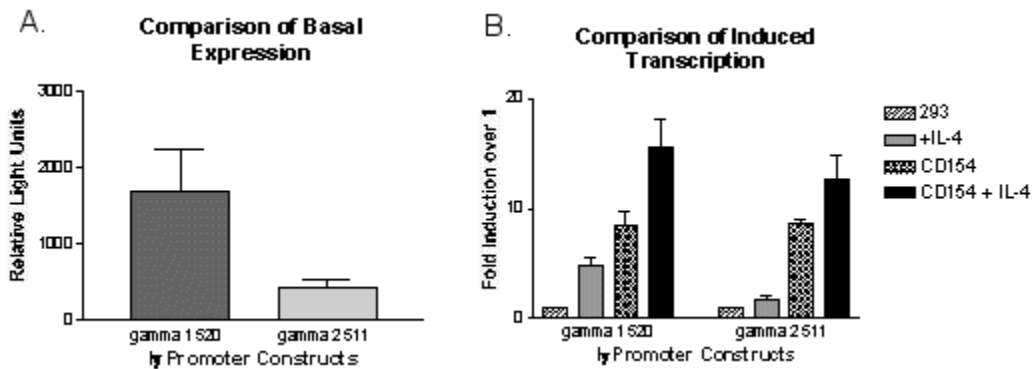 A.
Comparison of Basal
Expression
3000
2000
1000
0
Relative Light Units
gamma 1 520
gamma 2 511
Iγ Promoter Constructs
B.
Comparison of Induced
Transcription
20
10
0
Fold Induction over 1
gamma 1 520
gamma 2 511
Iγ Promoter Constructs
293
+IL-4
CD154
CD154 + IL-4